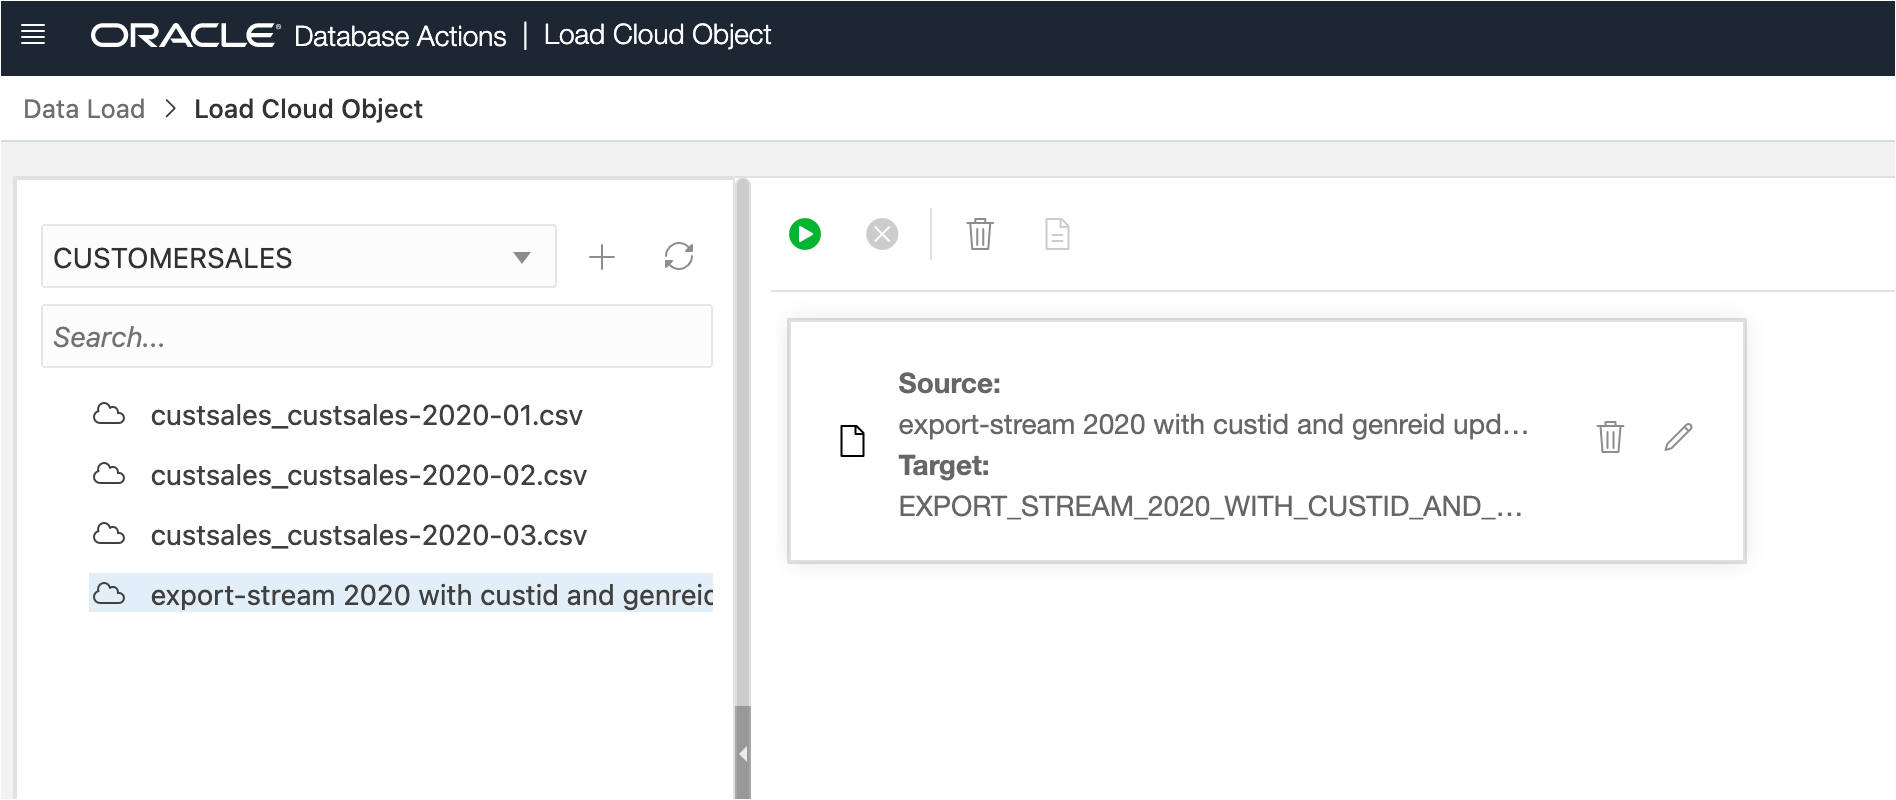 ORACLE® Database Actions | Load Cloud Object
Data Load > Load Cloud Object
CUSTOMERSALES
Search...
custsales_custsales-2020-01.csv
custsales_custsales-2020-02.csv
custsales_custsales-2020-03.csv
export-stream 2020 with custid and genreid
Source:
export-stream 2020 with custid and genreid upd...
Target:
EXPORT_STREAM_2020_WITH_CUSTID_AND_...